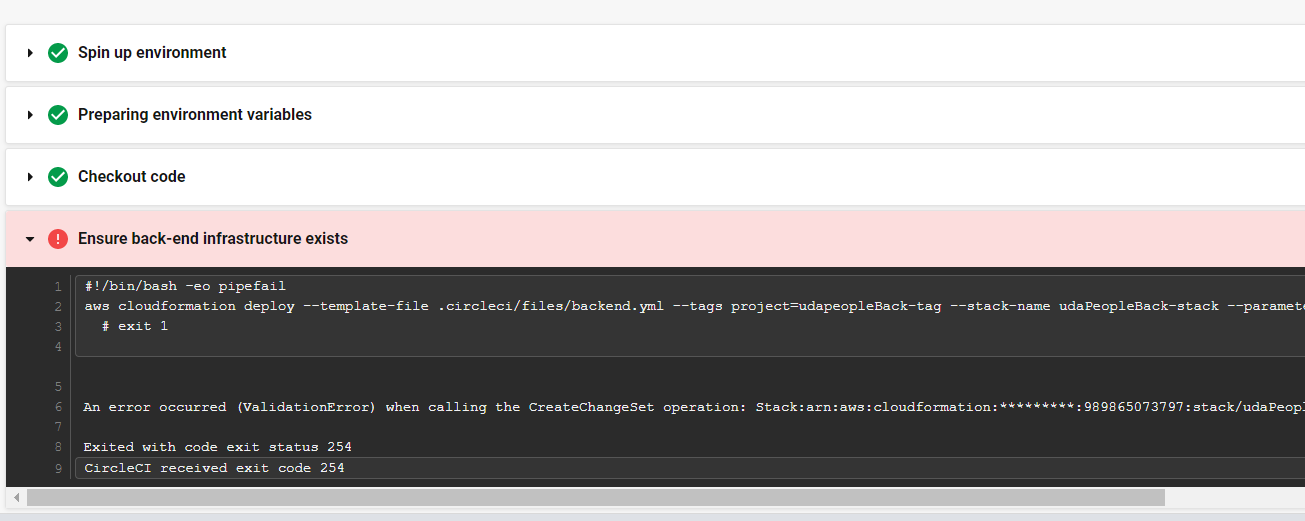 Spin up environment
Preparing environment variables
Checkout code
Ensure back-end infrastructure exists
1 #!/bin/bash -eo pipefail
2 aws cloudformation deploy --template-file .circleci/files/backend.yml --tags project=udapeopleBack-tag --stack-name udaPeopleBack-stack
3 # exit 1
4
5
6 An error occurred (ValidationError) when calling the CreateChangeSet operation: Stack:arn:aws:cloudformation:*********:989865073797:stack/udaPeopl
7
8 Exited with code exit status 254
9 CircleCI received exit code 254